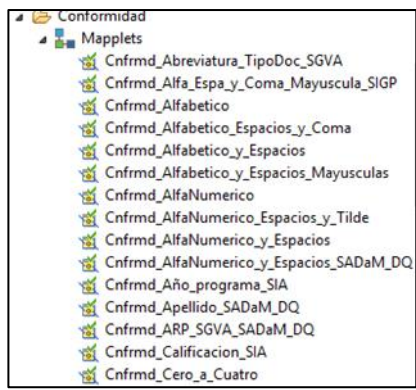 Conformidad
Mapplets
Cnfrmd_Abreviatura_TipoDoc_SGVA
Cnfrmd_Alfa_Espa_y_Coma_Mayuscula_SIGP
Cnfrmd_Alfabetico
Cnfrmd_Alfabetico_Espacios_y_Coma
Cnfrmd_Alfabetico_y_Espacios
Cnfrmd_Alfabetico_y_Espacios_Mayusculas
Cnfrmd_AlfaNumerico
Cnfrmd_AlfaNumerico_Espacios_y_Tilde
Cnfrmd_AlfaNumerico_y_Espacios
Cnfrmd_AlfaNumerico_y_Espacios_SADaM_DQ
Cnfrmd_Año_programa_SIA
Cnfrmd_Apellido_SADaM_DQ
Cnfrmd_ARP_SGVA_SADaM_DQ
Cnfrmd_Calificacion_SIA
Cnfrmd_Cero_a_Cuatro